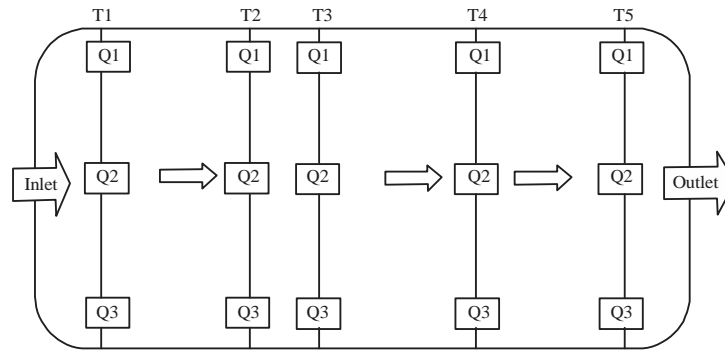 T1 T2 T3 T4 T5
Q1 Q1 Q1 Q1 Q1
Inlet Q2 Q2 Q2 Q2 Q2 Outlet
Q3 Q3 Q3 Q3 Q3